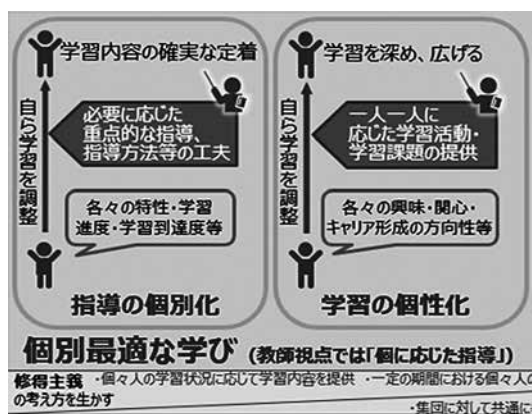 学習内容の確実な定着
必要に応じた
重点的な指導、
指導方法等の工夫
自ら学習を調整
各々の特性・学習
進度・学習到達度等
指導の個別化
学習を深め、広げる
一人一人に
応じた学習活動・
学習課題の提供
自ら学習を調整
各々の興味・関心・
キャリア形成の方向性等
学習の個性化
個別最適な学び (教師視点では「個に応じた指導」)
修得主義 ・個々人の学習状況に応じて学習内容を提供 ・一定の期間における個々人の
の考え方を生かす
・集団に対して共通に